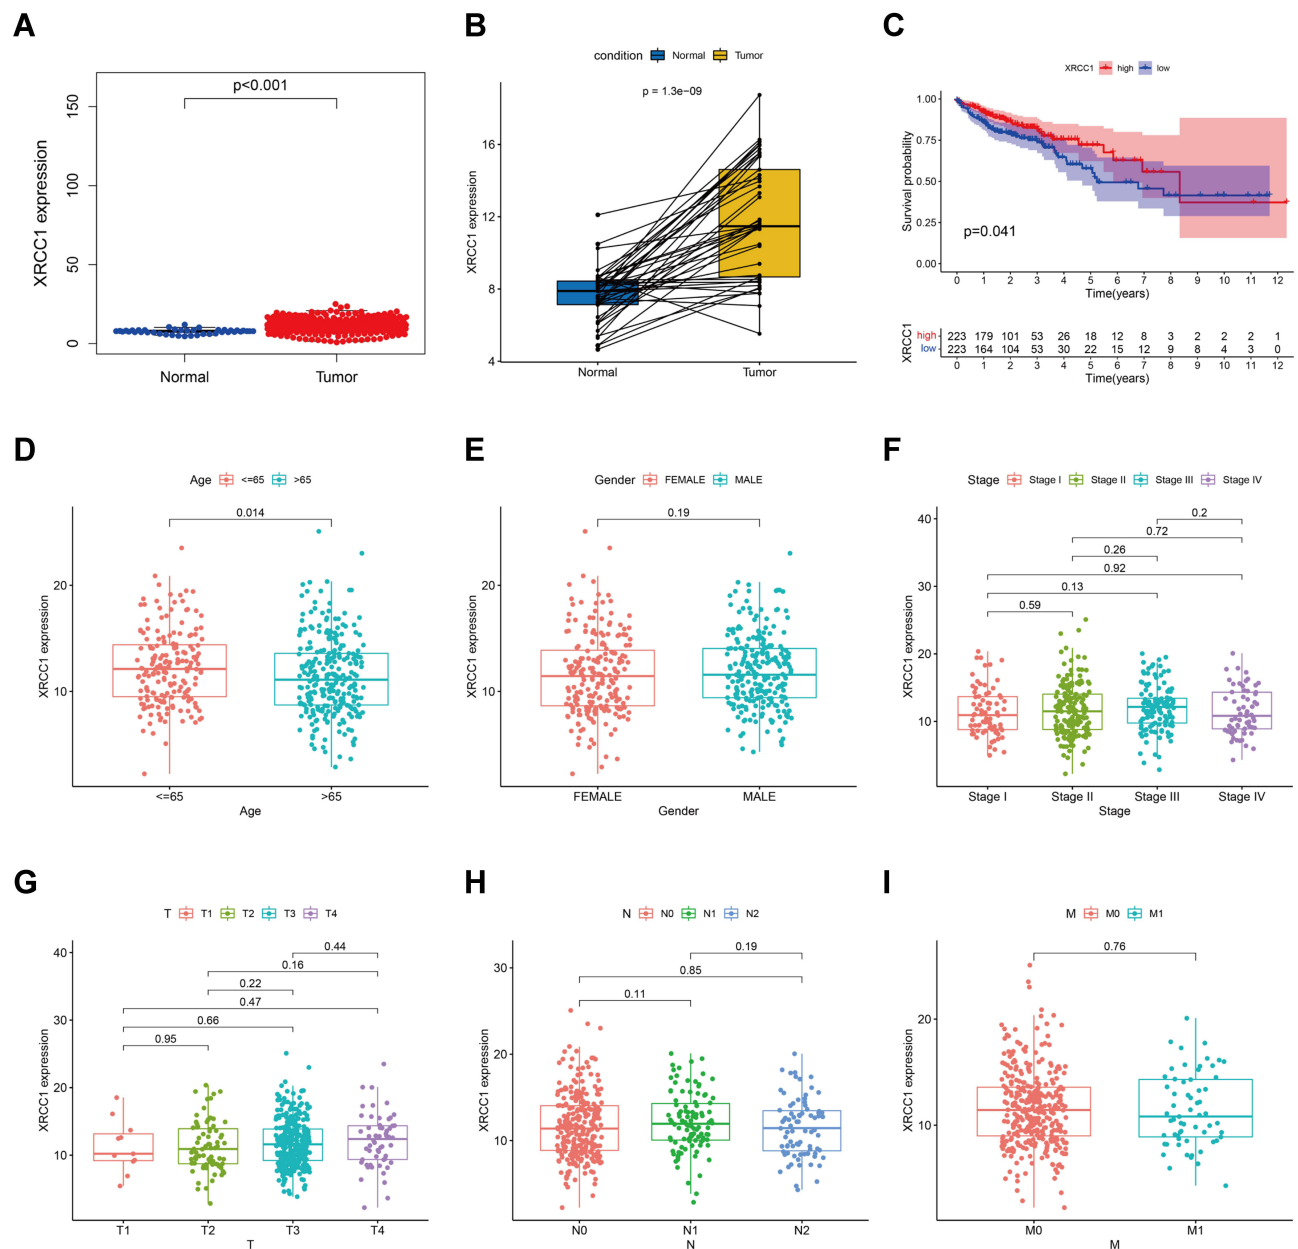 A
p<0.001
XRCC1 expression
150
100
50
0
Normal Tumor
B
condition Normal Tumor
p = 1.3e−09
XRCC1 expression
16
12
8
4
Normal Tumor
C
XRCC1 high low
Survival probability
1.00
0.75
0.50
0.25
0.00
p=0.041
0 1 2 3 4 5 6 7 8 9 10 11 12
Time(years)
XRCC1
high 223 179 101 53 26 18 12 8 3 2 2 2 1
low 223 164 104 53 30 22 15 12 9 8 4 3 0
0 1 2 3 4 5 6 7 8 9 10 11 12
Time(years)
D
Age <=65 >65
0.014
XRCC1 expression
20
10
<=65 >65
Age
E
Gender FEMALE MALE
0.19
XRCC1 expression
20
10
FEMALE MALE
Gender
F
Stage Stage I Stage II Stage III Stage IV
0.2
0.72
0.26
0.92
0.13
0.59
XRCC1 expression
40
30
20
10
Stage I Stage II Stage III Stage IV
Stage
G
T T1 T2 T3 T4
0.44
0.16
0.22
0.47
0.66
0.95
XRCC1 expression
40
30
20
10
T1 T2 T3 T4
T
H
N N0 N1 N2
0.19
0.85
0.11
XRCC1 expression
30
20
10
N0 N1 N2
N
I
M M0 M1
0.76
XRCC1 expression
20
10
M0 M1
M